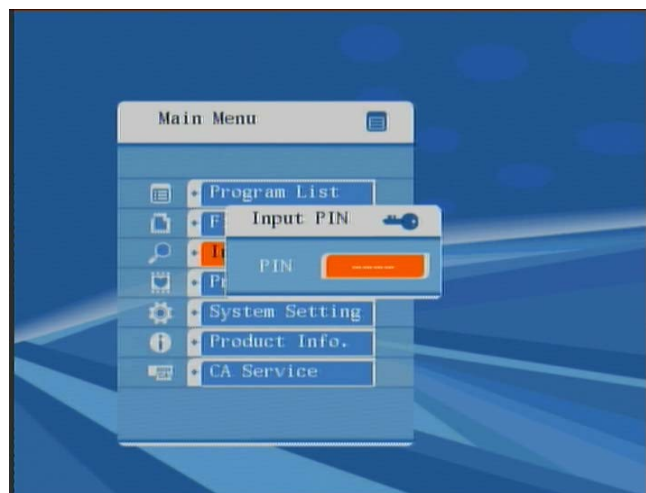 Main Menu
Program List
Input PIN
PIN ----
System Setting
Product Info.
CA Service